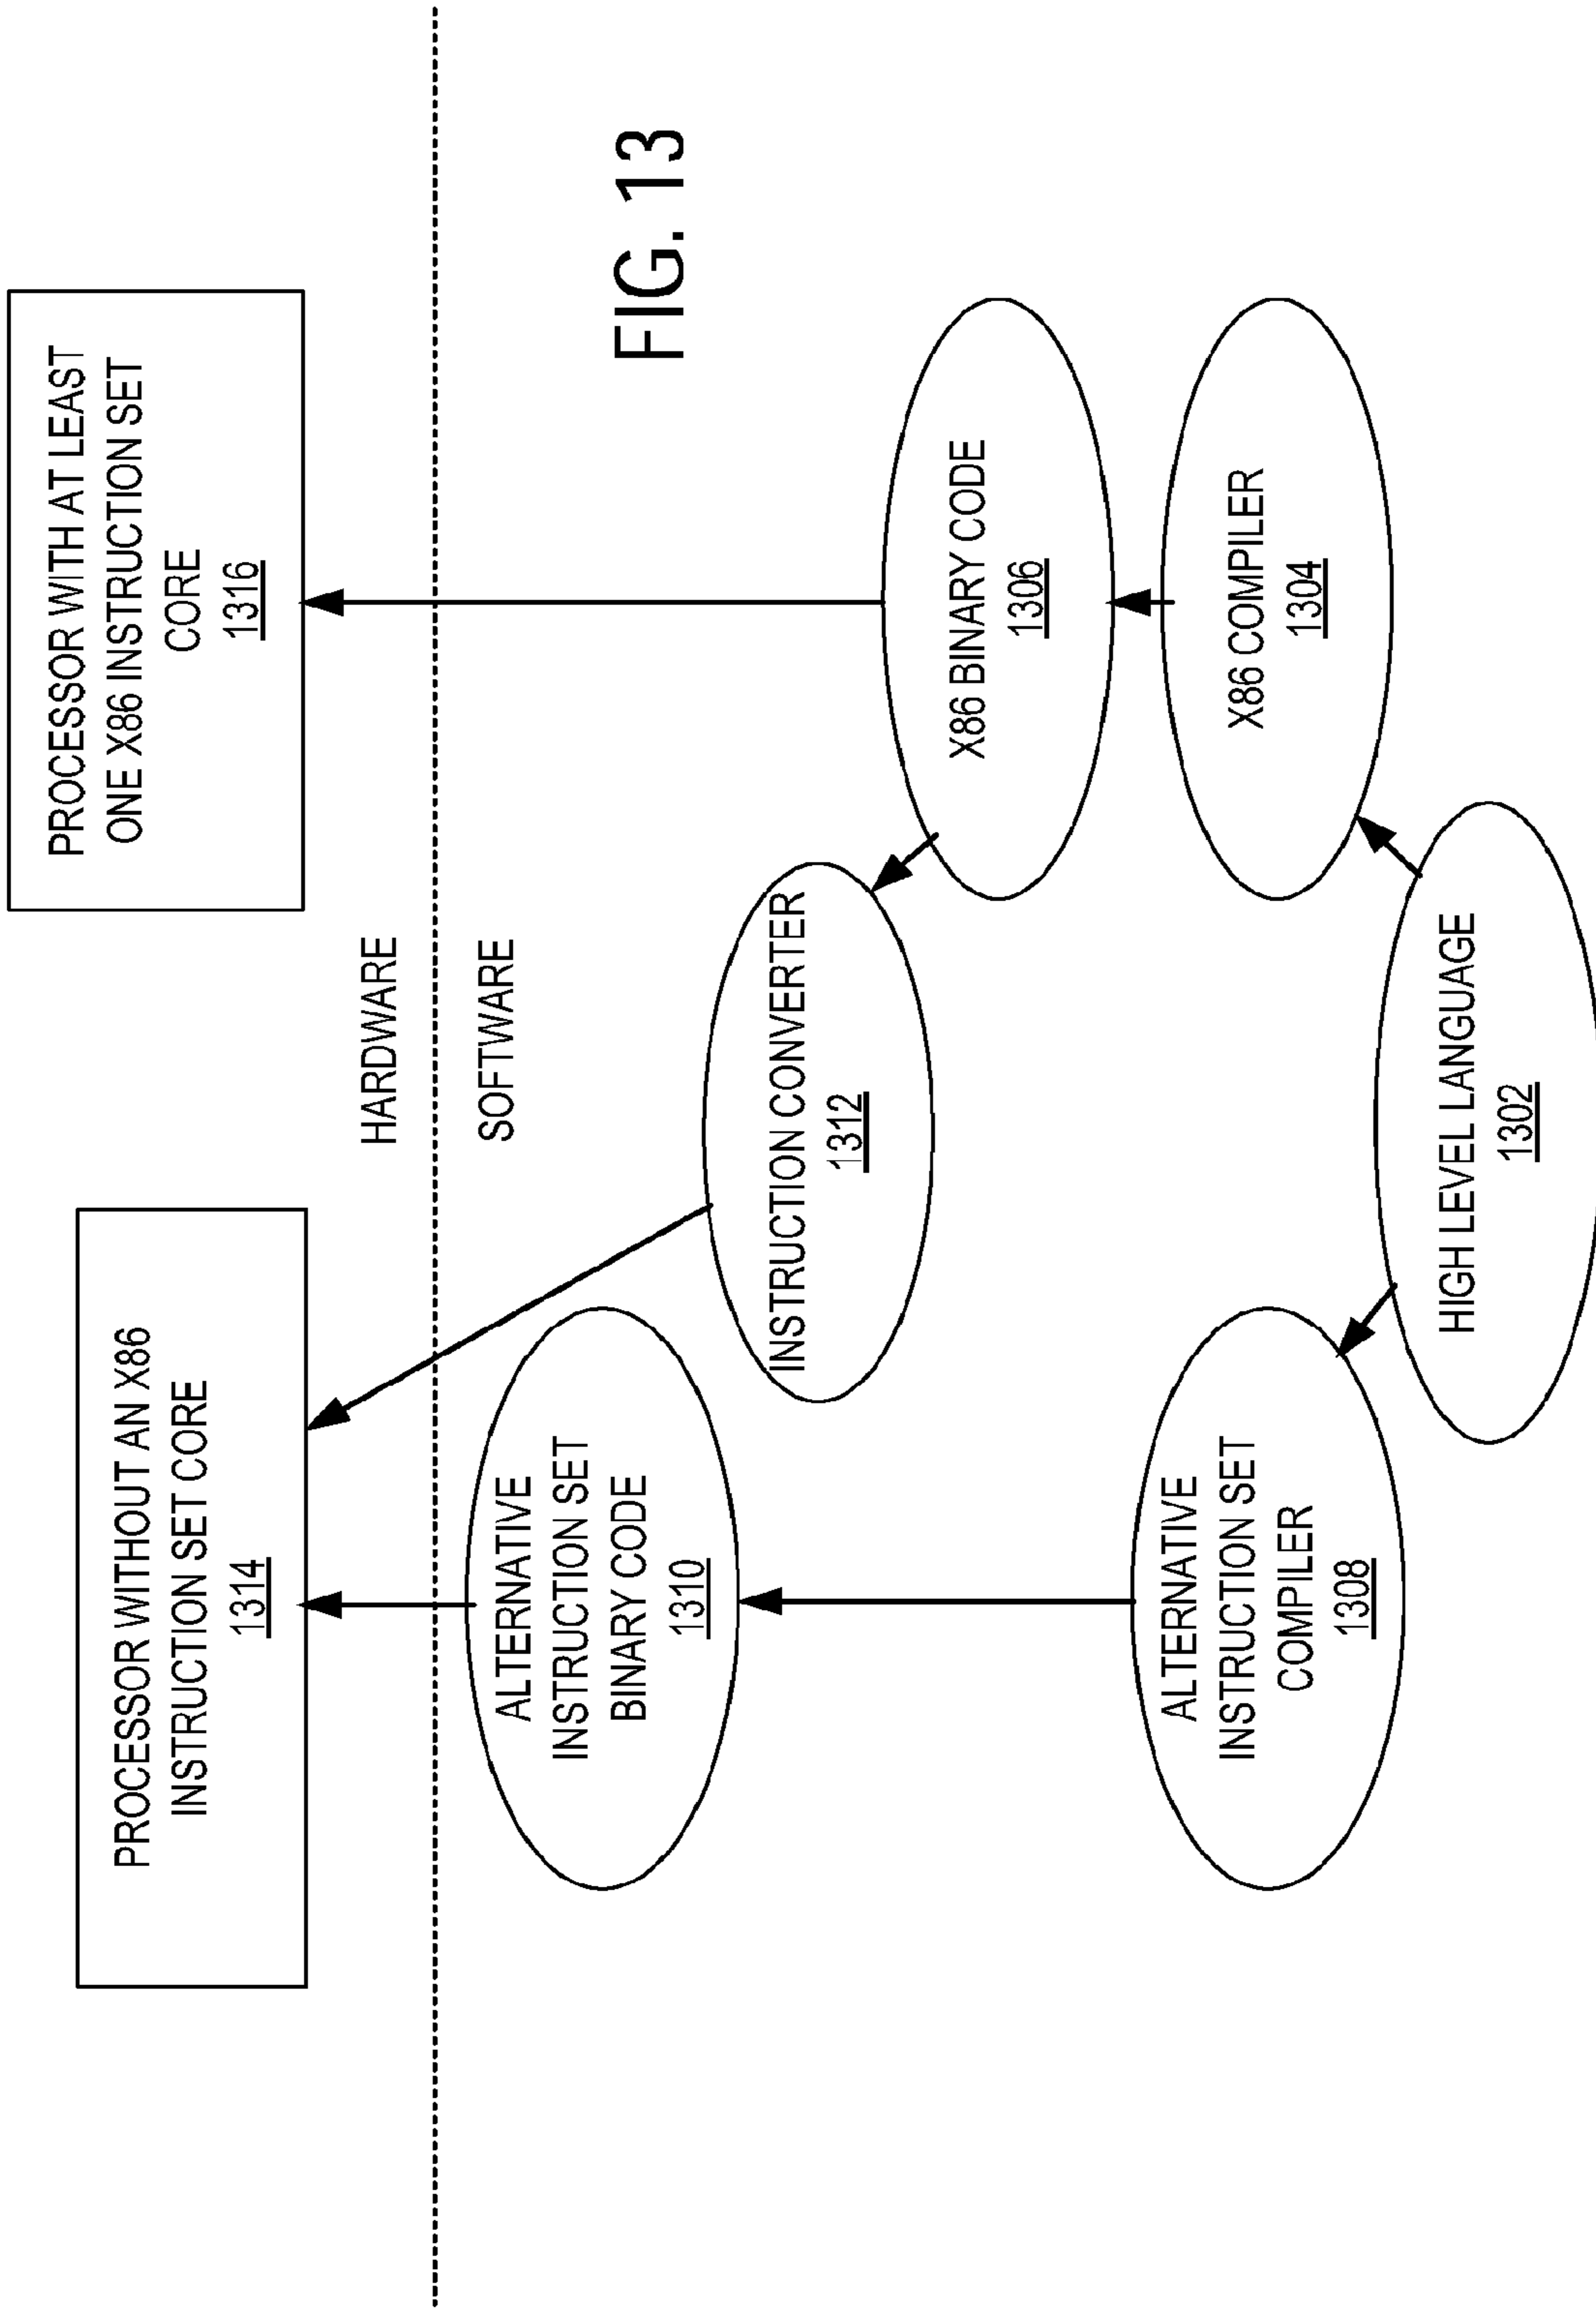 PROCESSOR WITHOUT AN X86
INSTRUCTION SET CORE
1314
PROCESSOR WITH AT LEAST
ONE X86 INSTRUCTION SET
CORE
1316
HARDWARE
SOFTWARE
ALTERNATIVE
INSTRUCTION SET
BINARY CODE
1310
INSTRUCTION CONVERTER
1312
FIG. 13
X86 BINARY CODE
1306
ALTERNATIVE
INSTRUCTION SET
COMPILER
1308
X86 COMPILER
1304
HIGH LEVEL LANGUAGE
1302